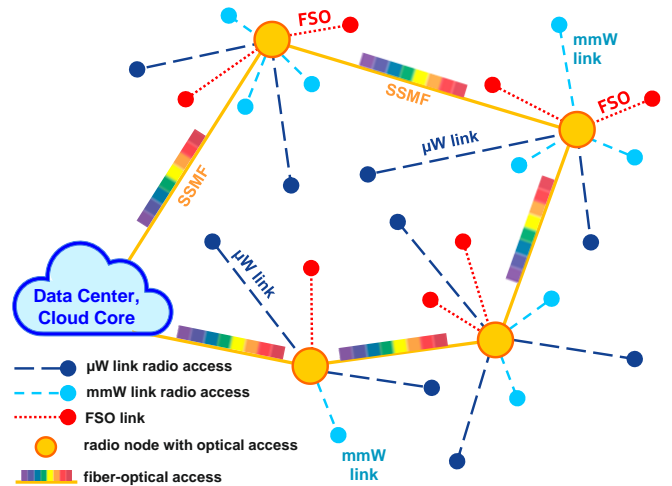 FSO
mmW
link
SSMF
FSO
µW link
SSMF
µW link
Data Center,
Cloud Core
µW link radio access
mmW link radio access
FSO link
radio node with optical access
mmW
link
fiber-optical access